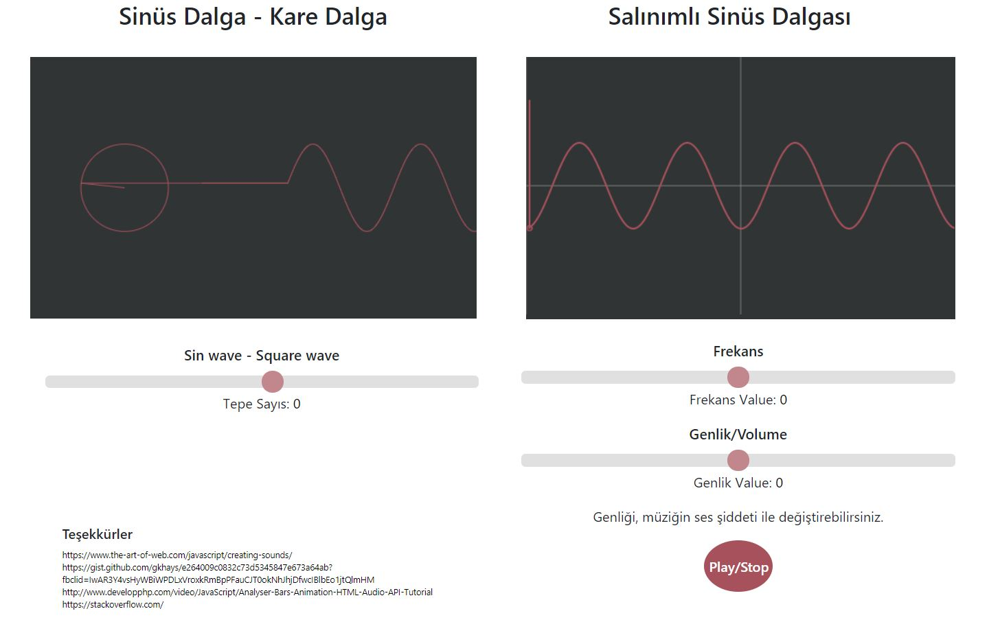 Sinüs Dalga - Kare Dalga
Sin wave - Square wave
Tepe Sayıs: 0
Teşekkürler
https://www.the-art-of-web.com/javascript/creating-sounds/
https://gist.github.com/gkhays/e264009c0832c73d5345847e673a64ab?
fbclid=IwAR3Y4vsHyWBiWPDLxVroxkRmBpPFauCJT0okNhJhjDfwcIBlbEo1jtQlmHM
http://www.developphp.com/video/JavaScript/Analyser-Bars-Animation-HTML-Audio-API-Tutorial
https://stackoverflow.com/
Salınımlı Sinüs Dalgası
Frekans
Frekans Value: 0
Genlik/Volume
Genlik Value: 0
Genliği, müziğin ses şiddeti ile değiştirebilirsiniz.
Play/Stop